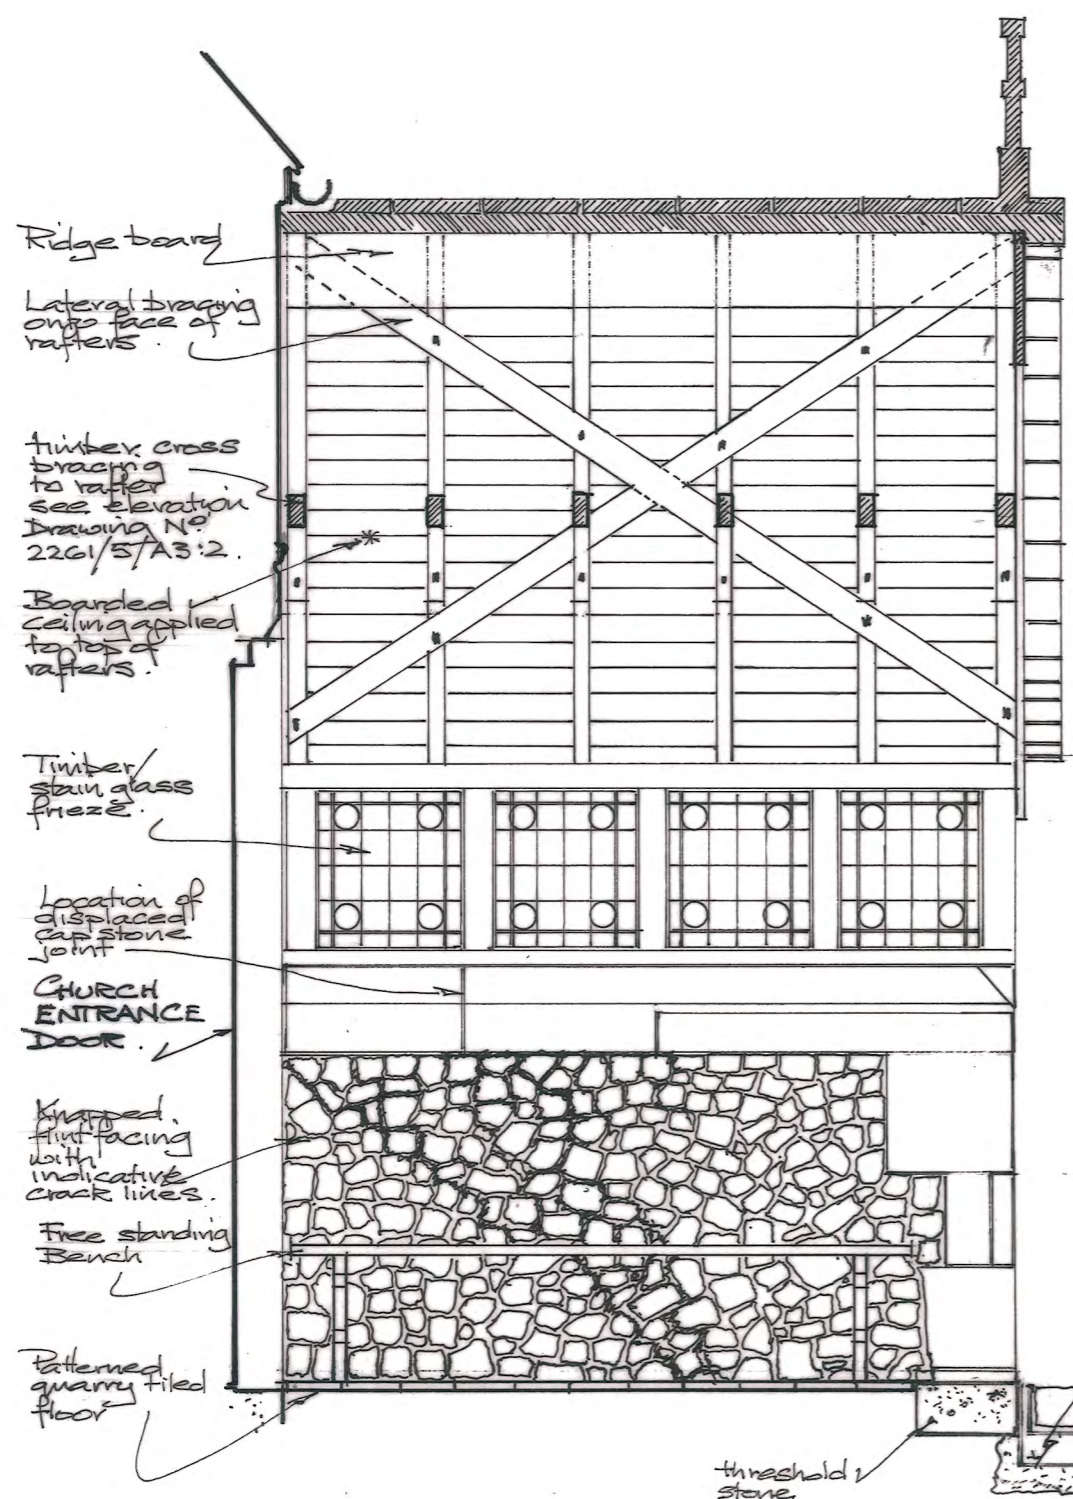 Ridge board
Lateral bracing
onto face of
rafters.
timber cross
bracing
to rafter
see elevation
Drawing Nº
2261/5/A3:2.
Boarded
ceiling applied
to top of
rafters.
Timber/
stain glass
frieze.
Location of
displaced
cap stone
joint
CHURCH
ENTRANCE
DOOR.
Knapped
flint facing
with
indicative
crack lines.
Free standing
Bench
Patterned
quarry tiled
floor
threshold
stone